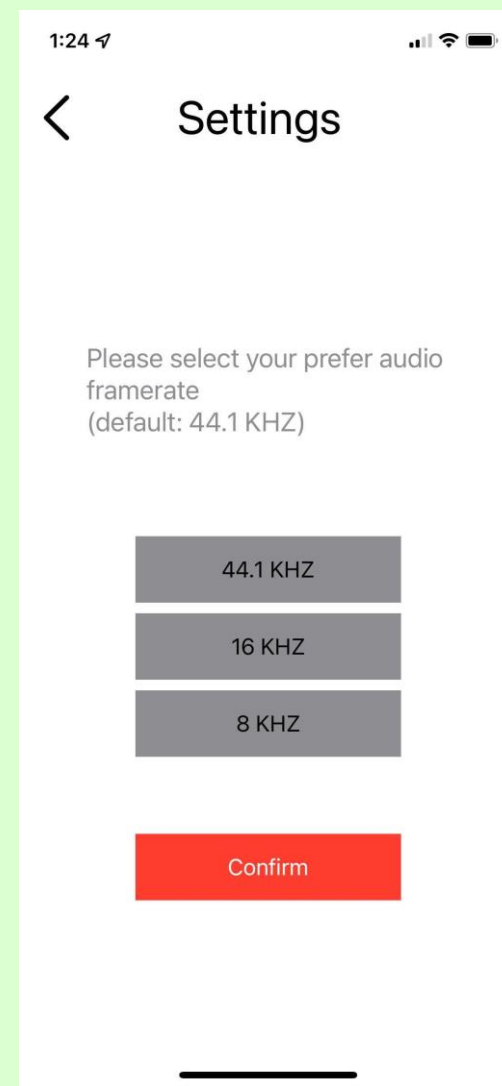 1:24
Settings
Please select your prefer audio
framerate
(default: 44.1 KHZ)
44.1 KHZ
16 KHZ
8 KHZ
Confirm